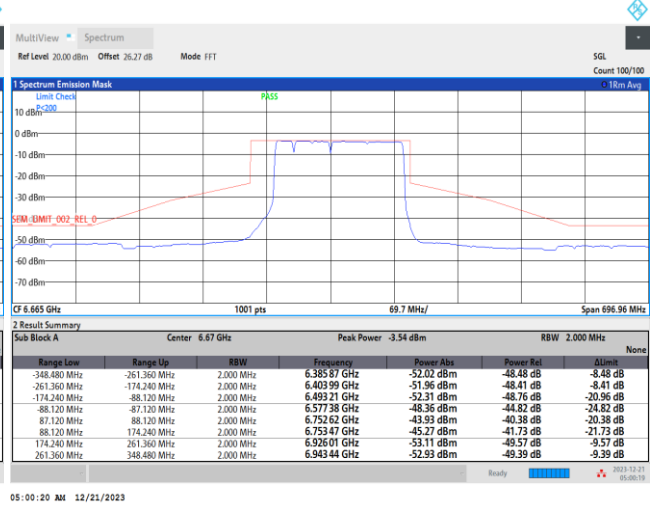 MultiView Spectrum
Ref Level 20.00 dBm Offset 26.27 dB Mode FFT SGL
Count 100/100
1 Spectrum Emission Mask 1Rm Avg
Limit Check PASS
P<200
10 dBm
0 dBm
-10 dBm
-20 dBm
-30 dBm
SEM_LIMIT_002_REL_0
-50 dBm
-60 dBm
-70 dBm
CF 6.665 GHz 1001 pts 69.7 MHz/ Span 696.96 MHz
2 Result Summary
Sub Block A Center 6.67 GHz Peak Power -3.54 dBm RBW 2.000 MHz
None
Range Low Range Up RBW Frequency Power Abs Power Rel ΔLimit
-348.480 MHz -261.360 MHz 2.000 MHz 6.385 87 GHz -52.02 dBm -48.48 dB -8.48 dB
-261.360 MHz -174.240 MHz 2.000 MHz 6.403 99 GHz -51.96 dBm -48.41 dB -8.41 dB
-174.240 MHz -88.120 MHz 2.000 MHz 6.493 21 GHz -52.31 dBm -48.76 dB -20.96 dB
-88.120 MHz -87.120 MHz 2.000 MHz 6.577 38 GHz -48.36 dBm -44.82 dB -24.82 dB
87.120 MHz 88.120 MHz 2.000 MHz 6.752 62 GHz -43.93 dBm -40.38 dB -20.38 dB
88.120 MHz 174.240 MHz 2.000 MHz 6.753 47 GHz -45.27 dBm -41.73 dB -21.73 dB
174.240 MHz 261.360 MHz 2.000 MHz 6.926 01 GHz -53.11 dBm -49.57 dB -9.57 dB
261.360 MHz 348.480 MHz 2.000 MHz 6.943 44 GHz -52.93 dBm -49.39 dB -9.39 dB
Ready 2023-12-21
05:00:19
05:00:20 AM 12/21/2023